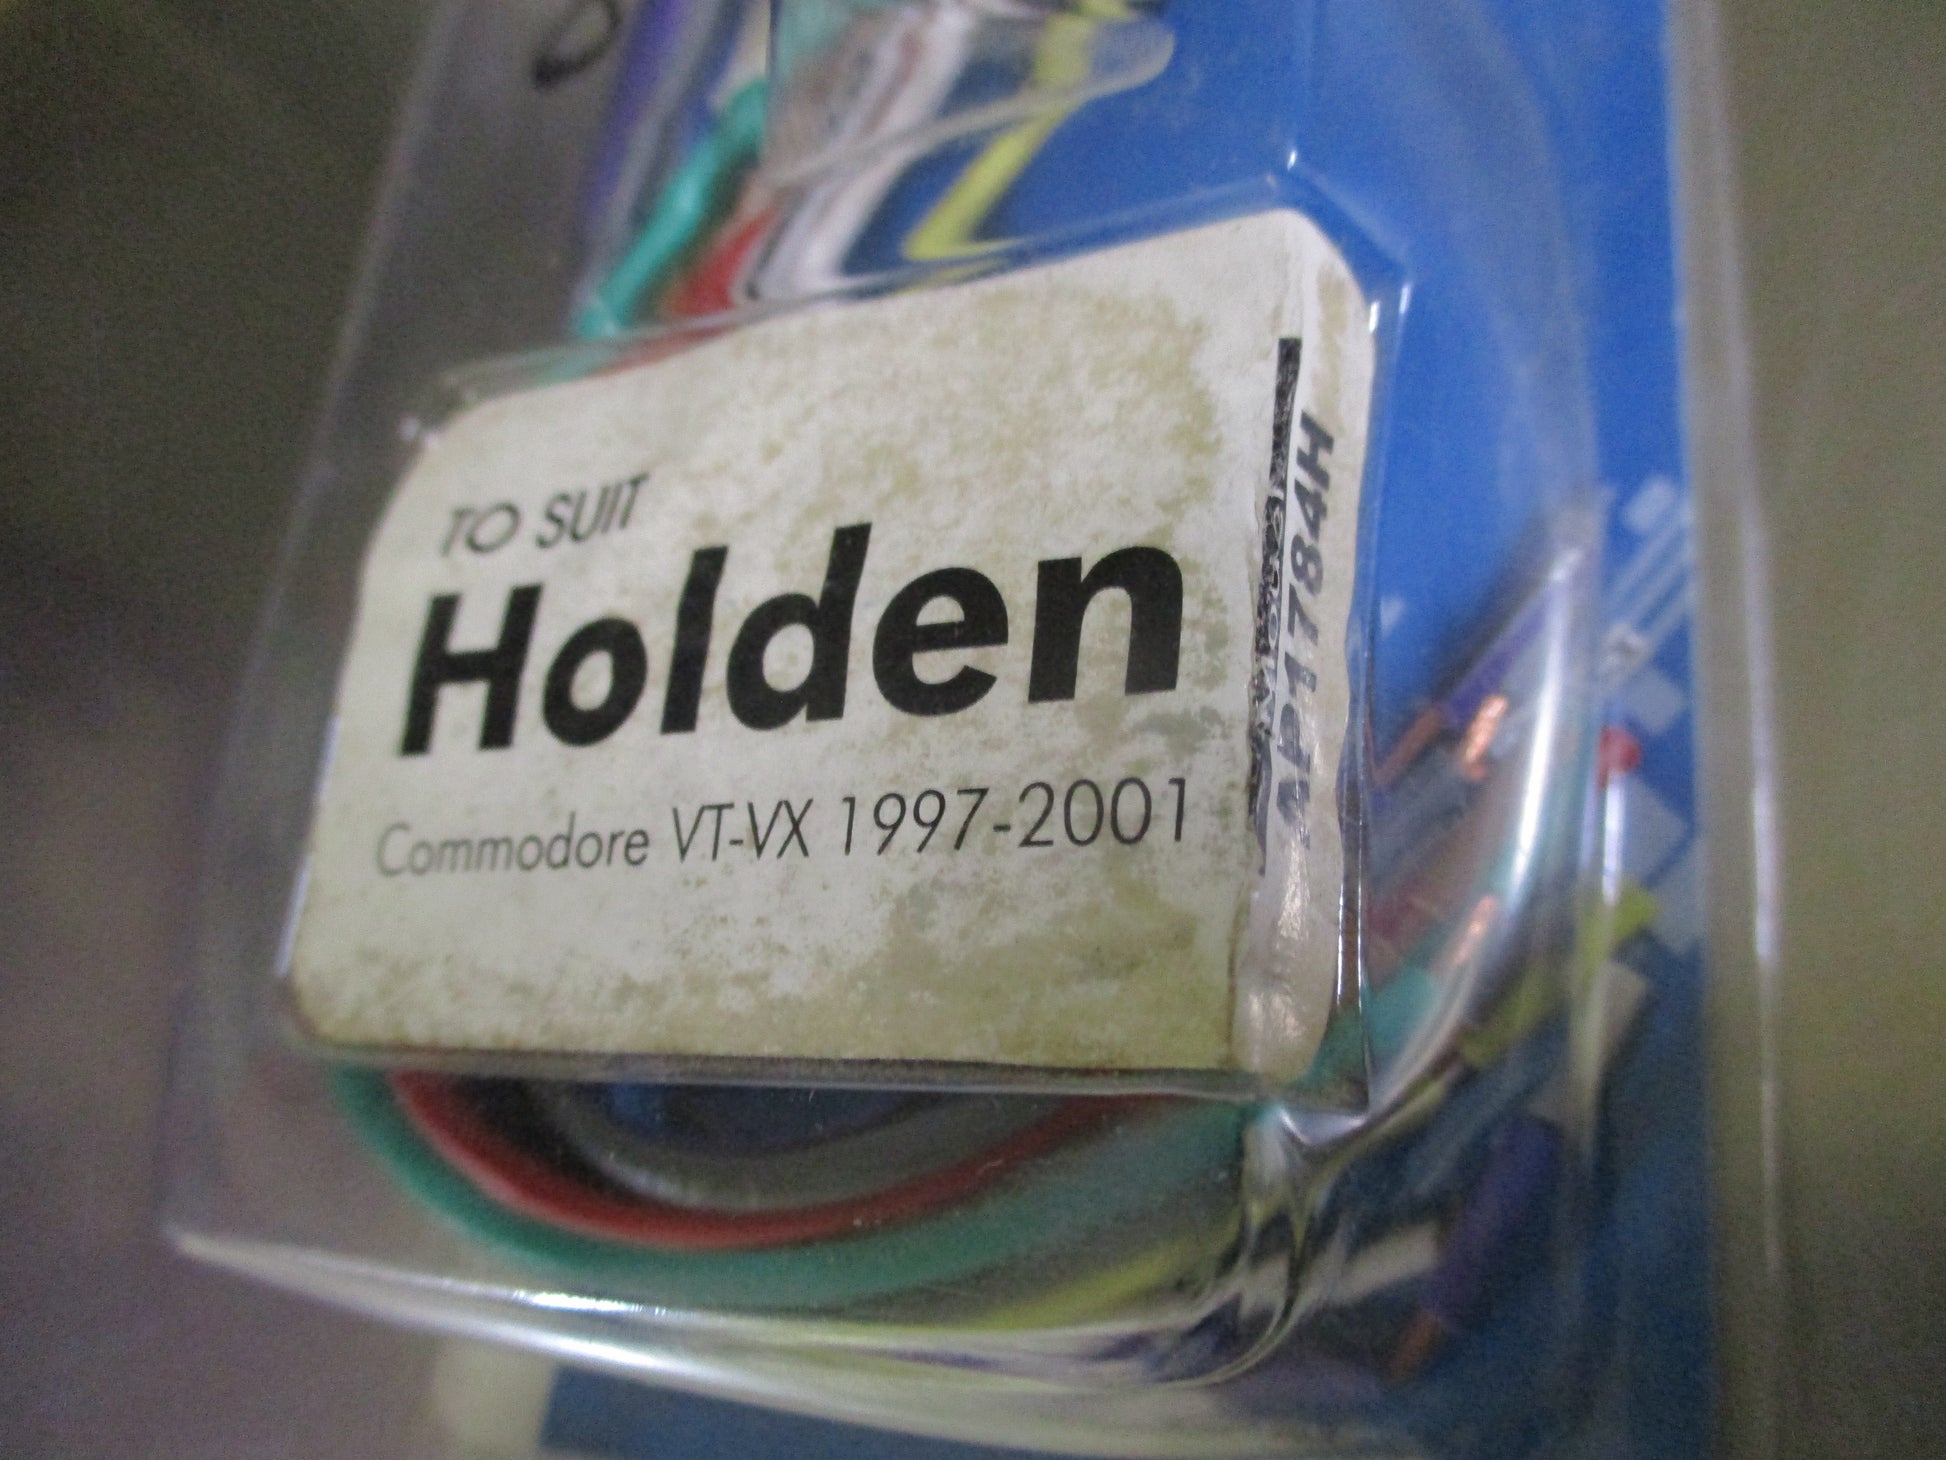 TO SUIT
Holden
Commodore VT-VX 1997-2001
AP1784H